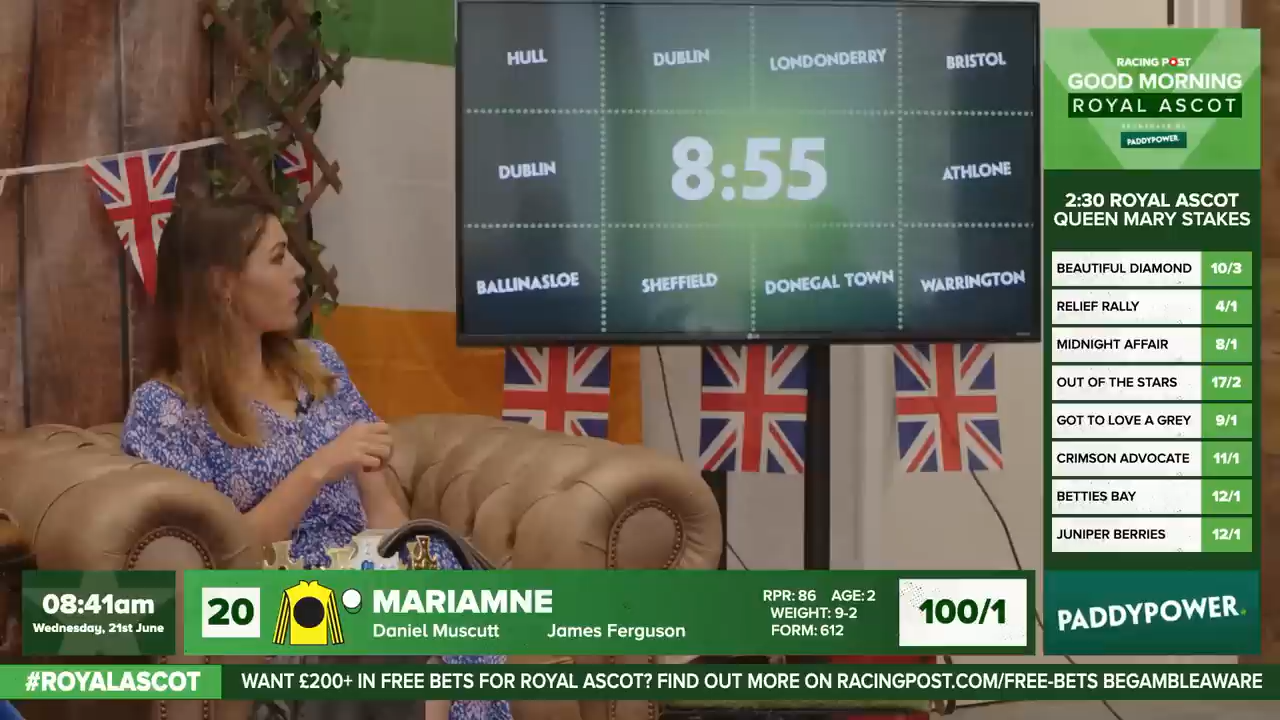 HULL
DUBLIN
LONDONDERRY
BRISTOL
DUBLIN
8:55
ATHLONE
BALLINASLOE
SHEFFIELD
DONEGAL TOWN
WARRINGTON
RACING POST
GOOD MORNING
ROYAL ASCOT
PADDYPOWER
2:30 ROYAL ASCOT
QUEEN MARY STAKES
BEAUTIFUL DIAMOND 10/3
RELIEF RALLY 4/1
MIDNIGHT AFFAIR 8/1
OUT OF THE STARS 17/2
GOT TO LOVE A GREY 9/1
CRIMSON ADVOCATE 11/1
BETTIES BAY 12/1
JUNIPER BERRIES 12/1
08:41am
Wednesday, 21st June
20
MARIAMNE
Daniel Muscutt James Ferguson
RPR: 86 AGE: 2
WEIGHT: 9-2
FORM: 612
100/1
PADDYPOWER.
#ROYALASCOT
WANT £200+ IN FREE BETS FOR ROYAL ASCOT? FIND OUT MORE ON RACINGPOST.COM/FREE-BETS BEGAMBLEAWARE